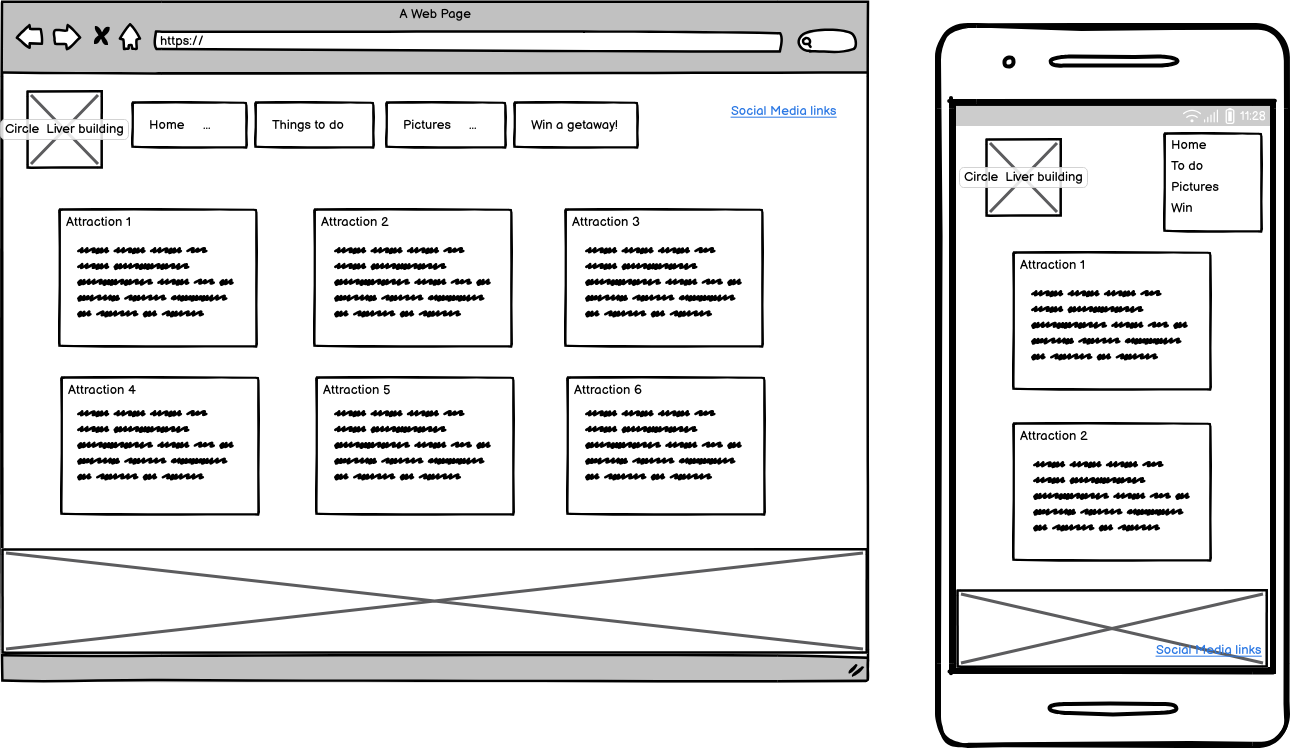 A Web Page
https://
Circle Liver building
Home ...
Things to do
Pictures ...
Win a getaway!
Social Media links
Attraction 1
Attraction 2
Attraction 3
Attraction 4
Attraction 5
Attraction 6
11:28
Circle Liver building
Home
To do
Pictures
Win
Attraction 1
Attraction 2
Social Media links